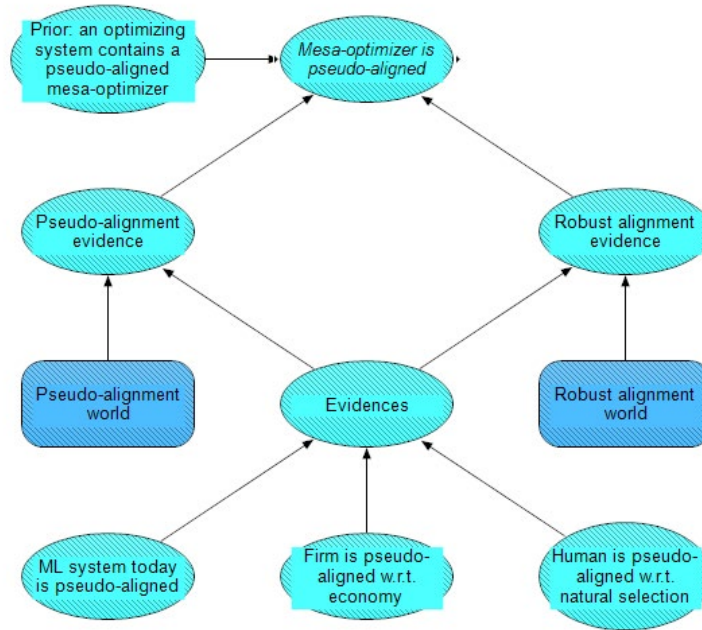 Prior: an optimizing
system contains a
pseudo-aligned
mesa-optimizer
Mesa-optimizer is
pseudo-aligned
Pseudo-alignment
evidence
Robust alignment
evidence
Pseudo-alignment
world
Evidences
Robust alignment
world
ML system today
is pseudo-aligned
Firm is pseudo-
aligned w.r.t.
economy
Human is pseudo-
aligned w.r.t.
natural selection